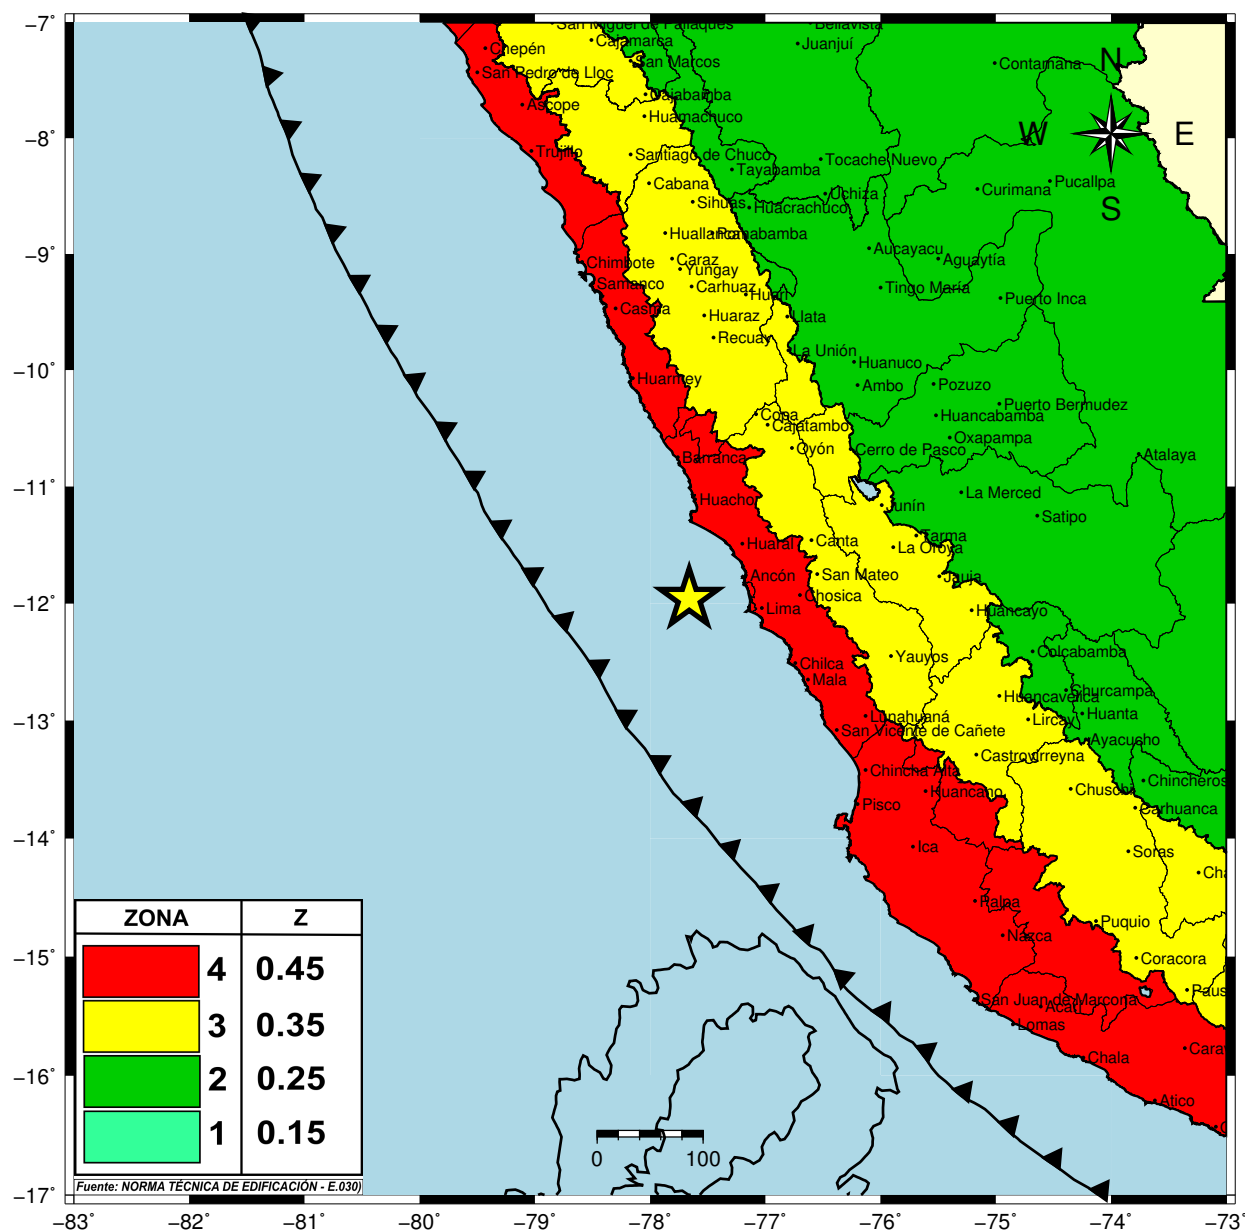 −7°
−8°
−9°
−10°
−11°
−12°
−13°
−14°
−15°
−16°
−17°
−83°
−82°
−81°
−80°
−79°
−78°
−77°
−76°
−75°
−74°
−73°
N
W
E
S
San Miguel de Pallaques
Bellavista
Cajamarca
Juanjuí
Chepén
San Marcos
Contamana
San Pedro de Lloc
Cajabamba
Ascope
Huamachuco
Trujillo
Santiago de Chuco
Tocache Nuevo
Tayabamba
Cabana
Uchiza
Curimana
Pucallpa
Sihuas
Huacrachuco
Huallanca
Pomabamba
Aucayacu
Aguaytía
Chimbote
Caraz
Yungay
Samanco
Carhuaz
Huari
Tingo María
Puerto Inca
Casma
Huaraz
Llata
Recuay
La Unión
Huanuco
Huarmey
Ambo
Pozuzo
Puerto Bermudez
Copa
Cajatambo
Huancabamba
Oxapampa
Barranca
Oyón
Cerro de Pasco
Atalaya
Huacho
La Merced
Junín
Satipo
Huaral
Canta
Tarma
La Oroya
Ancón
San Mateo
Jauja
Lima
Chosica
Huancayo
Chilca
Yauyos
Colcabamba
Mala
Huancavelica
Churcampa
Lunahuaná
Lircay
Huanta
San Vicente de Cañete
Ayacucho
Chincha Alta
Castrovirreyna
Chincheros
Huancano
Chuschi
Pisco
Carhuanca
Ica
Soras
Cha
Palpa
Puquio
Nazca
Coracora
San Juan de Marcona
Acarí
Paus
Lomas
Chala
Cara
Atico
ZONA Z
4 0.45
3 0.35
2 0.25
1 0.15
Fuente: NORMA TÉCNICA DE EDIFICACIÓN - E.030)
0 100